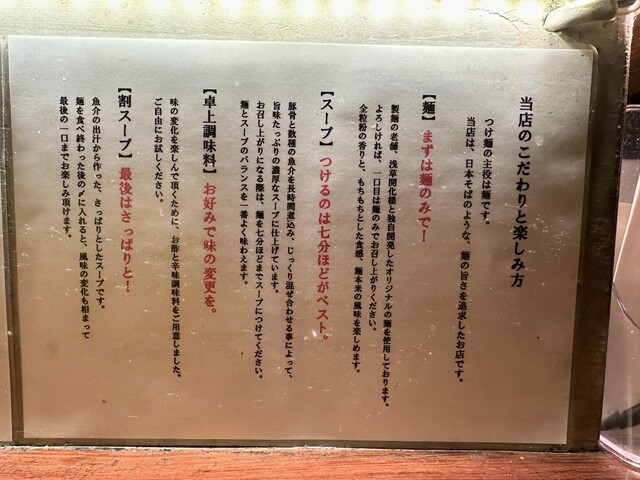 当店のこだわりと楽しみ方
つけ麺の主役は麺です。
当店は、日本そばのような、麺の旨さを追求したお店です。
【麺】まずは麺のみで!
製麺の老舗、浅草開化楼と独自開発したオリジナルの麺を使用しております。
よろしければ、一口目は麺のみでお召し上がりください。
全粒粉の香りと、もちもちとした食感、麺本来の風味を楽しめます。
【スープ】つけるのは七分ほどがベスト。
豚骨と数種の魚介を長時間煮込み、じっくり混ぜ合わせる事によって、
旨味たっぷりの濃厚なスープに仕上げています。
お召し上がりになる際は、麺を七分ほどまでスープにつけてください。
麺とスープのバランスを一番よく味わえます。
【卓上調味料】お好みで味の変更を。
味の変化を楽しんで頂くために、お酢と辛味調味料をご用意しました。
ご自由にお試しください。
【割スープ】最後はさっぱりと!
魚介の出汁から作った、さっぱりとしたスープです。
麺を食べ終わった後の〆に入れると、風味の変化も相まって
最後の一口までお楽しみ頂けます。